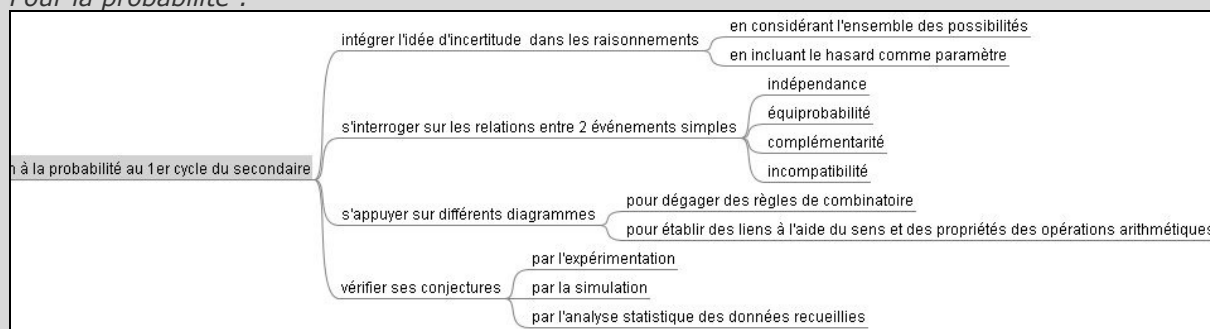 Pour la probabilité :
intégrer l'idée d'incertitude dans les raisonnements
en considérant l'ensemble des possibilités
en incluant le hasard comme paramètre
s'interroger sur les relations entre 2 événements simples
indépendance
équiprobabilité
complémentarité
incompatibilité
à la probabilité au 1er cycle du secondaire
s'appuyer sur différents diagrammes
pour dégager des règles de combinatoire
pour établir des liens à l'aide du sens et des propriétés des opérations arithmétiques
vérifier ses conjectures
par l'expérimentation
par la simulation
par l'analyse statistique des données recueillies